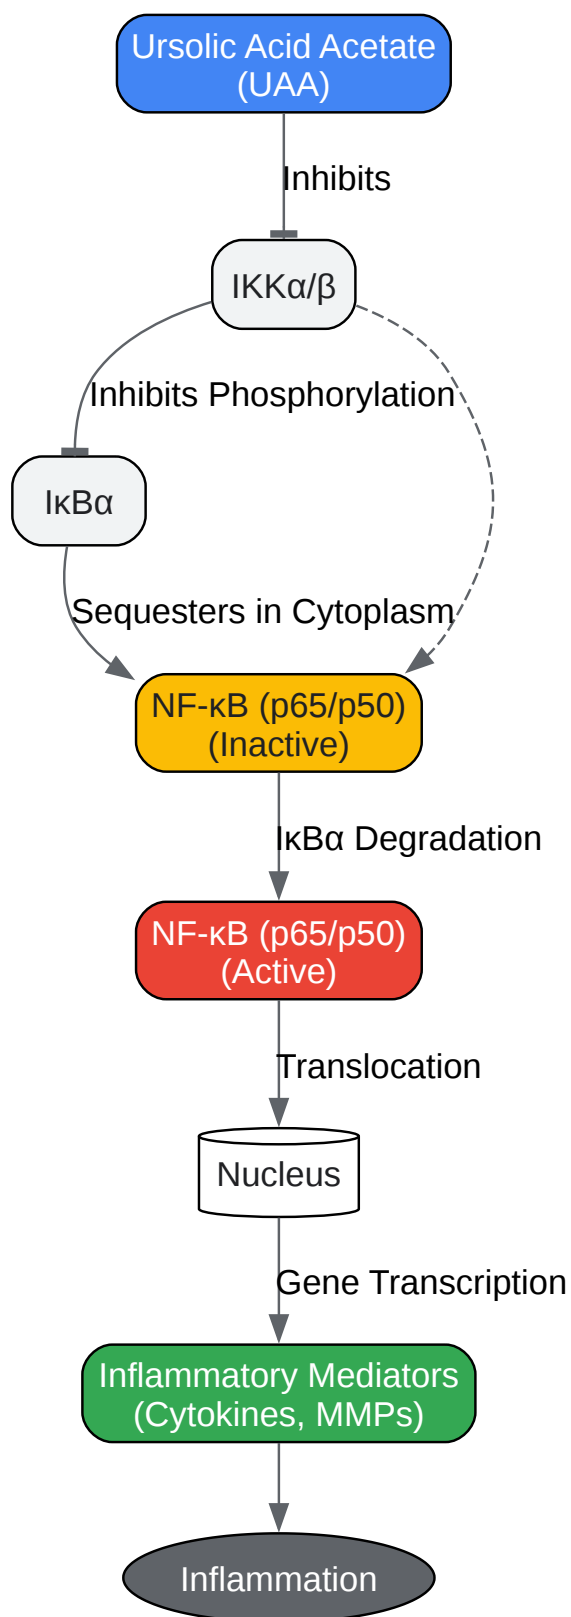 Ursolic Acid Acetate
(UAA)
Inhibits
IKKα/β
Inhibits Phosphorylation
IκBα
Sequesters in Cytoplasm
NF-κB (p65/p50)
(Inactive)
IκBα Degradation
NF-κB (p65/p50)
(Active)
Translocation
Nucleus
Gene Transcription
Inflammatory Mediators
(Cytokines, MMPs)
Inflammation